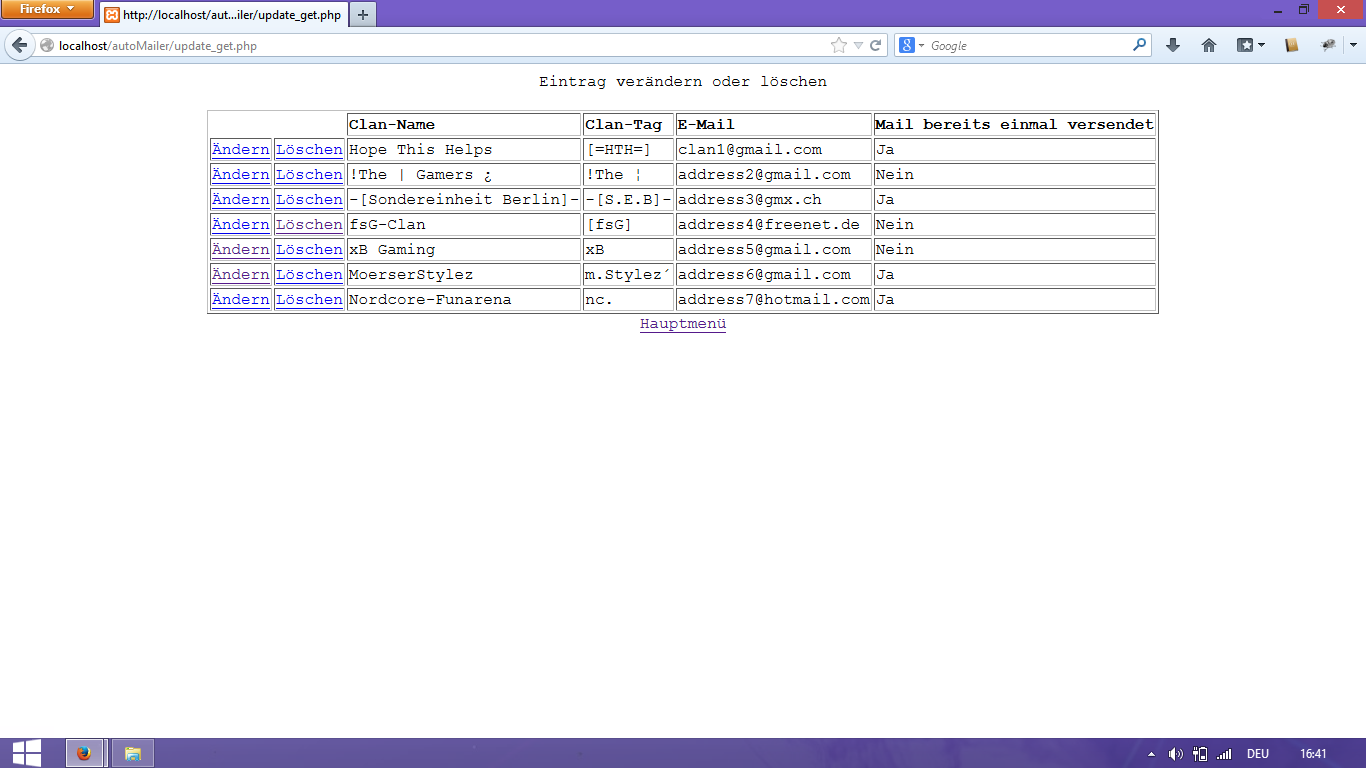 Firefox
http://localhost/aut...iler/update_get.php
localhost/autoMailer/update_get.php
Google
Eintrag verändern oder löschen
Clan-Name Clan-Tag E-Mail Mail bereits einmal versendet
Ändern Löschen Hope This Helps [=HTH=] clan1@gmail.com Ja
Ändern Löschen !The | Gamers ¿ !The ¦ address2@gmail.com Nein
Ändern Löschen -[Sondereinheit Berlin]- -[S.E.B]- address3@gmx.ch Ja
Ändern Löschen fsG-Clan [fsG] address4@freenet.de Nein
Ändern Löschen xB Gaming xB address5@gmail.com Nein
Ändern Löschen MoerserStylez m.Stylez´ address6@gmail.com Ja
Ändern Löschen Nordcore-Funarena nc. address7@hotmail.com Ja
Hauptmenü
DEU 16:41